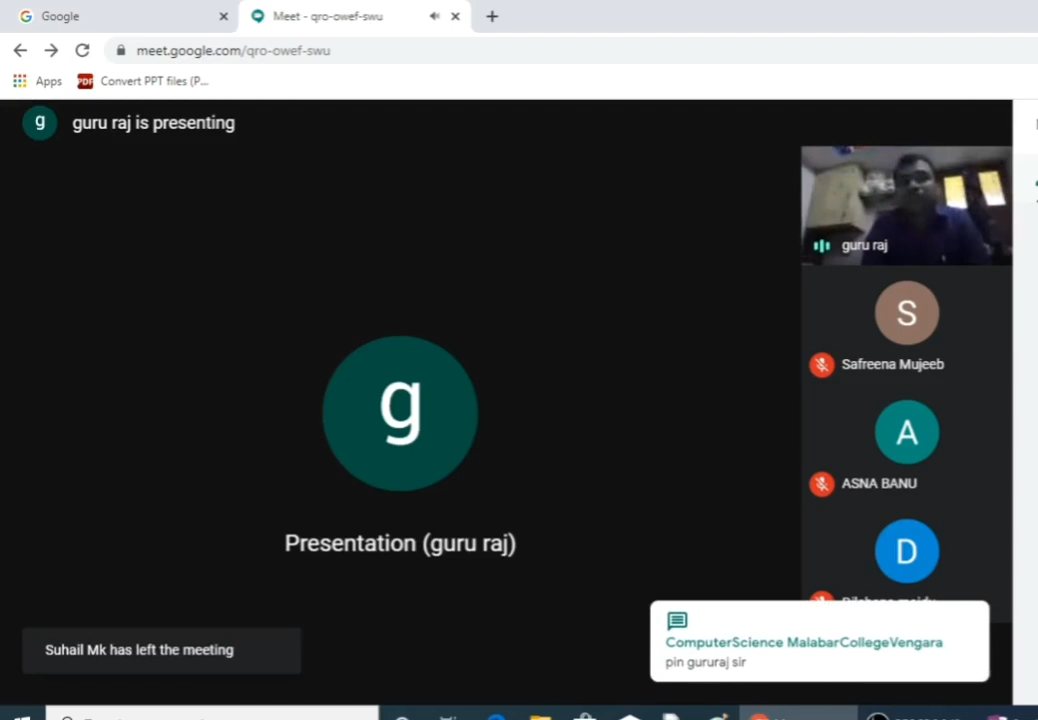 Google
Meet - qro-owef-swu
meet.google.com/qro-owef-swu
Apps
PDF
Convert PPT files (P...
g
guru raj is presenting
guru raj
S
Safreena Mujeeb
A
ASNA BANU
g
D
Presentation (guru raj)
ComputerScience MalabarCollegeVengara
pin gururaj sir
Suhail Mk has left the meeting